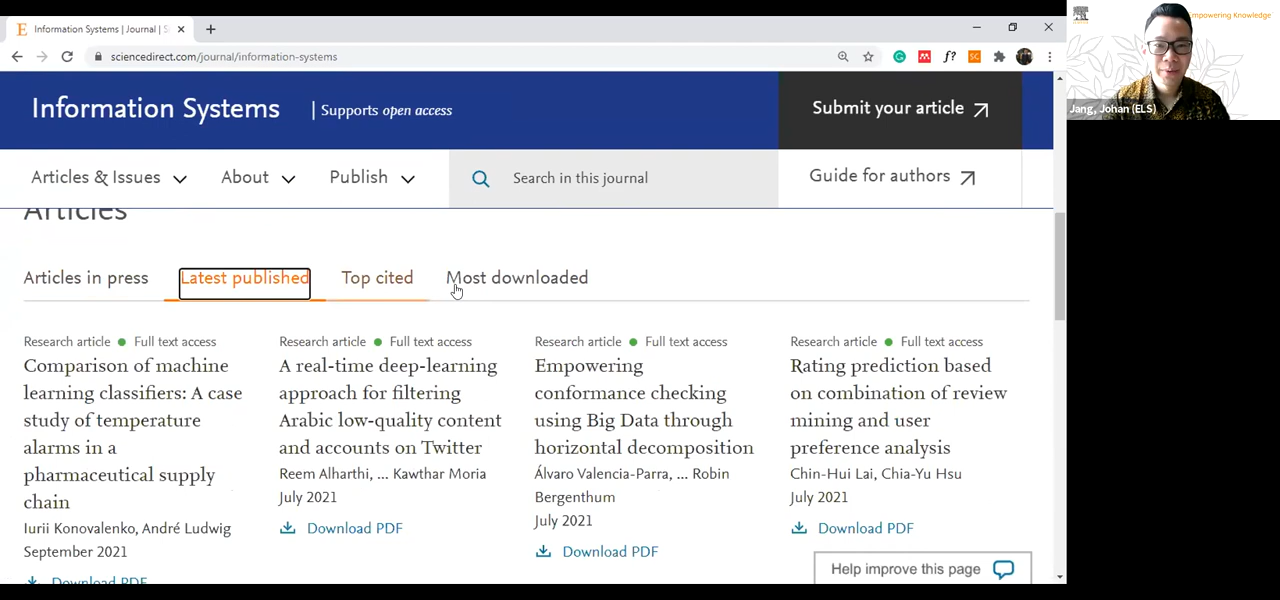 Information Systems | Journal | S
sciencedirect.com/journal/information-systems
Empowering Knowledge
Jang, Johan (ELS)
Information Systems
Supports open access
Submit your article
Articles & Issues
About
Publish
Search in this journal
Guide for authors
Articles
Articles in press
Latest published
Top cited
Most downloaded
Research article
Full text access
Comparison of machine
learning classifiers: A case
study of temperature
alarms in a
pharmaceutical supply
chain
Iurii Konovalenko, André Ludwig
September 2021
Download PDF
Research article
Full text access
A real-time deep-learning
approach for filtering
Arabic low-quality content
and accounts on Twitter
Reem Alharthi, ... Kawthar Moria
July 2021
Download PDF
Research article
Full text access
Empowering
conformance checking
using Big Data through
horizontal decomposition
Álvaro Valencia-Parra, ... Robin
Bergenthum
July 2021
Download PDF
Research article
Full text access
Rating prediction based
on combination of review
mining and user
preference analysis
Chin-Hui Lai, Chia-Yu Hsu
July 2021
Download PDF
Help improve this page